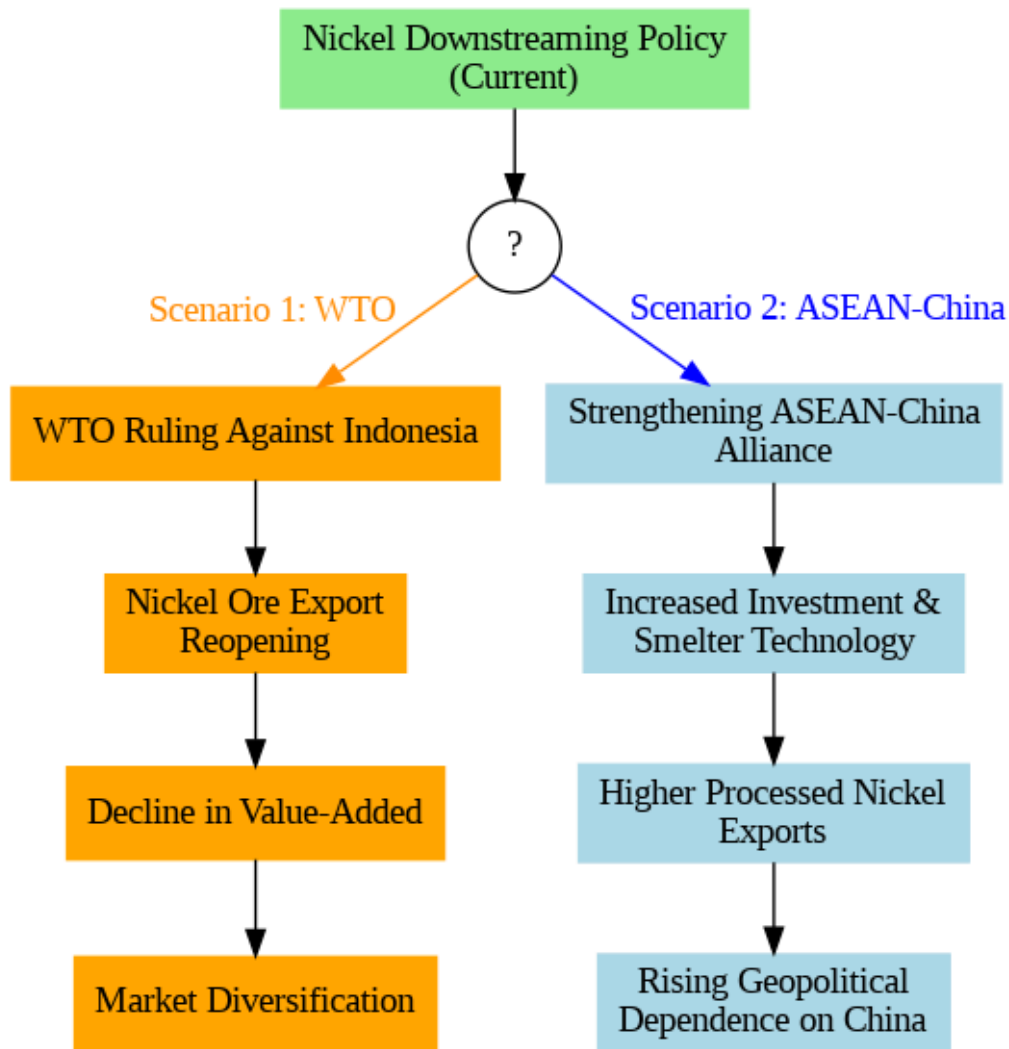 Nickel Downstreaming Policy
(Current)
?
Scenario 1: WTO
Scenario 2: ASEAN-China
WTO Ruling Against Indonesia
Strengthening ASEAN-China
Alliance
Nickel Ore Export
Reopening
Increased Investment &
Smelter Technology
Decline in Value-Added
Higher Processed Nickel
Exports
Market Diversification
Rising Geopolitical
Dependence on China